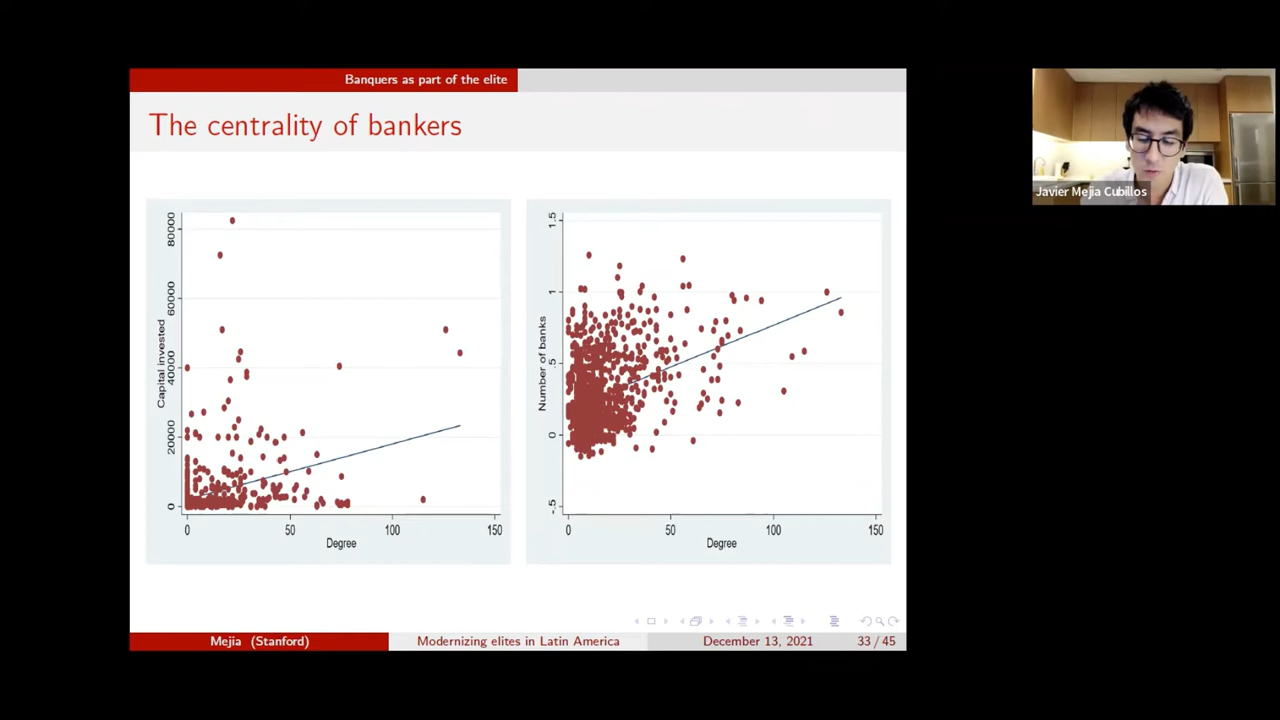 Banquers as part of the elite
The centrality of bankers
Capital invested
80000
60000
40000
20000
0
0
50
100
150
Degree
Number of banks
1.5
1
.5
0
-.5
0
50
100
150
Degree
Javier Mejia Cubillos
Mejia (Stanford)
Modernizing elites in Latin America
December 13, 2021
33 / 45